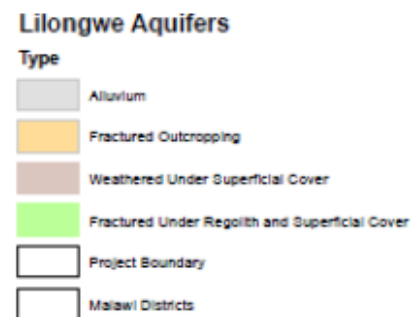 Lilongwe Aquifers
Type
Alluvium
Fractured Outcropping
Weathered Under Superficial Cover
Fractured Under Regolith and Superficial Cover
Project Boundary
Malawi Districts